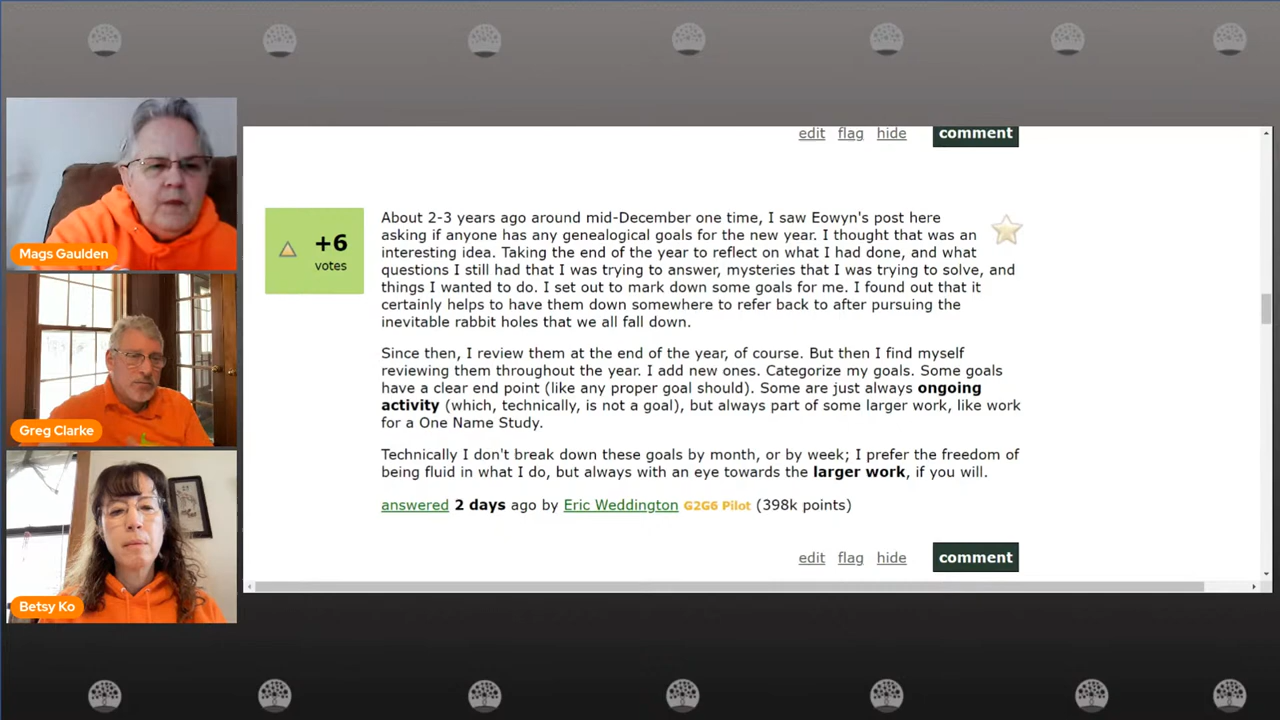 edit flag hide comment
Mags Gaulden
Greg Clarke
Betsy Ko
+6
votes
About 2-3 years ago around mid-December one time, I saw Eowyn's post here
asking if anyone has any genealogical goals for the new year. I thought that was an
interesting idea. Taking the end of the year to reflect on what I had done, and what
questions I still had that I was trying to answer, mysteries that I was trying to solve, and
things I wanted to do. I set out to mark down some goals for me. I found out that it
certainly helps to have them down somewhere to refer back to after pursuing the
inevitable rabbit holes that we all fall down.
Since then, I review them at the end of the year, of course. But then I find myself
reviewing them throughout the year. I add new ones. Categorize my goals. Some goals
have a clear end point (like any proper goal should). Some are just always ongoing
activity (which, technically, is not a goal), but always part of some larger work, like work
for a One Name Study.
Technically I don't break down these goals by month, or by week; I prefer the freedom of
being fluid in what I do, but always with an eye towards the larger work, if you will.
answered 2 days ago by Eric Weddington G2G6 Pilot (398k points)
edit flag hide comment